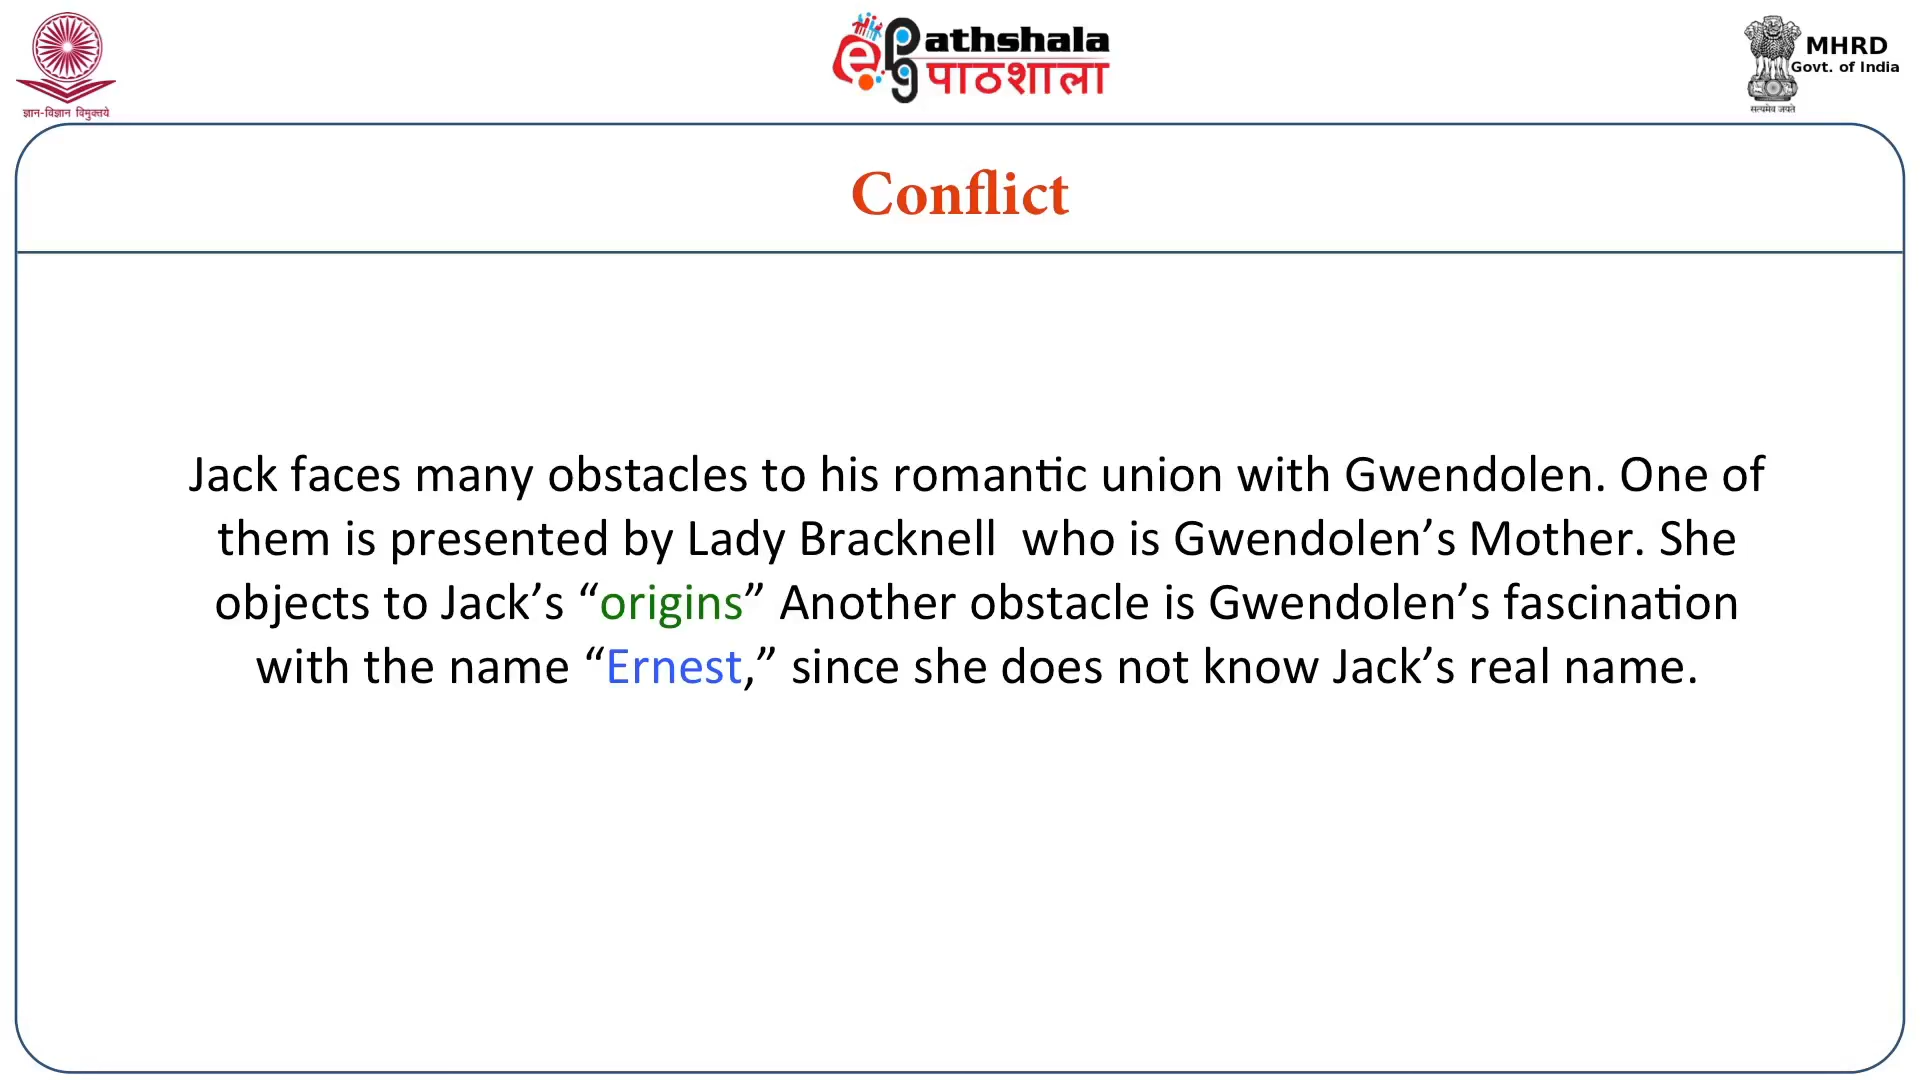 ज्ञान-विज्ञान विमुक्तये
ePathshala
पाठशाला
MHRD
Govt. of India
सत्यमेव जयते
Conflict
Jack faces many obstacles to his romantic union with Gwendolen. One of
them is presented by Lady Bracknell  who is Gwendolen’s Mother. She
objects to Jack’s “origins” Another obstacle is Gwendolen’s fascination
with the name “Ernest,” since she does not know Jack’s real name.